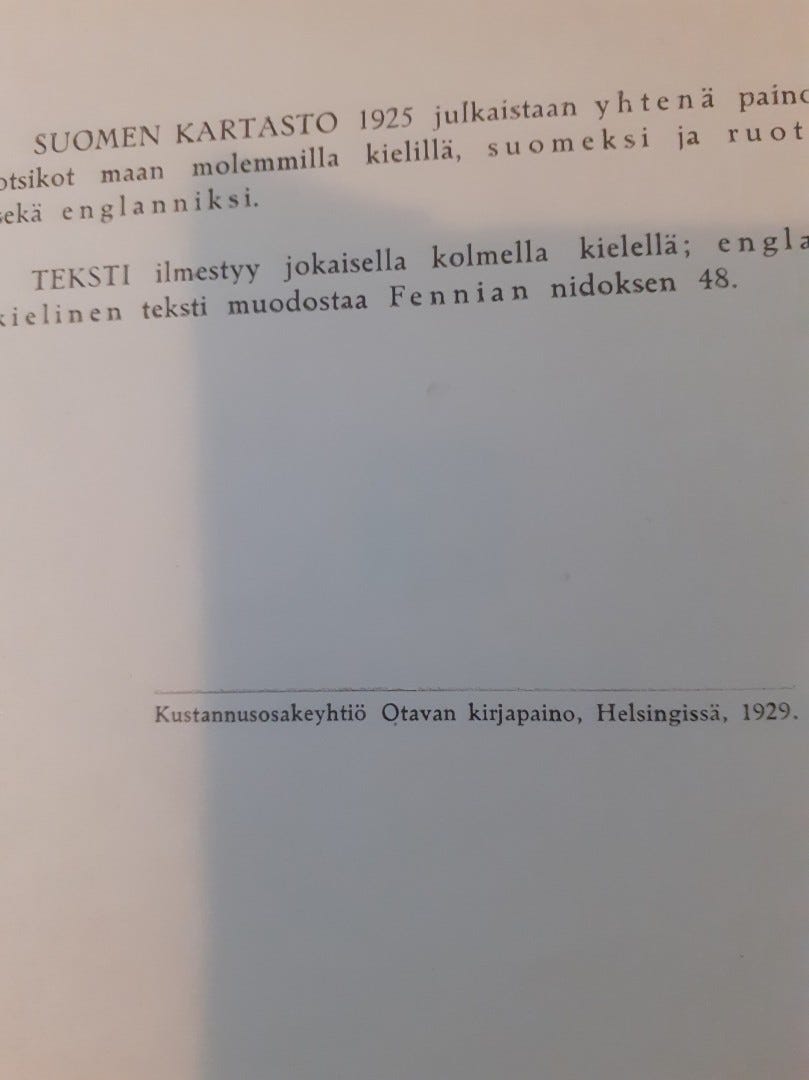 SUOMEN KARTASTO 1925 julkaistaan yhtenä
otsikot maan molemmilla kielillä, suomeksi ja
sekä englanniksi.
TEKSTI ilmestyy jokaisella kolmella kielellä;
kielinen teksti muodostaa Fennian nidoksen 48.
Kustannusosakeyhtiö Otavan kirjapaino, Helsingissä, 1929.